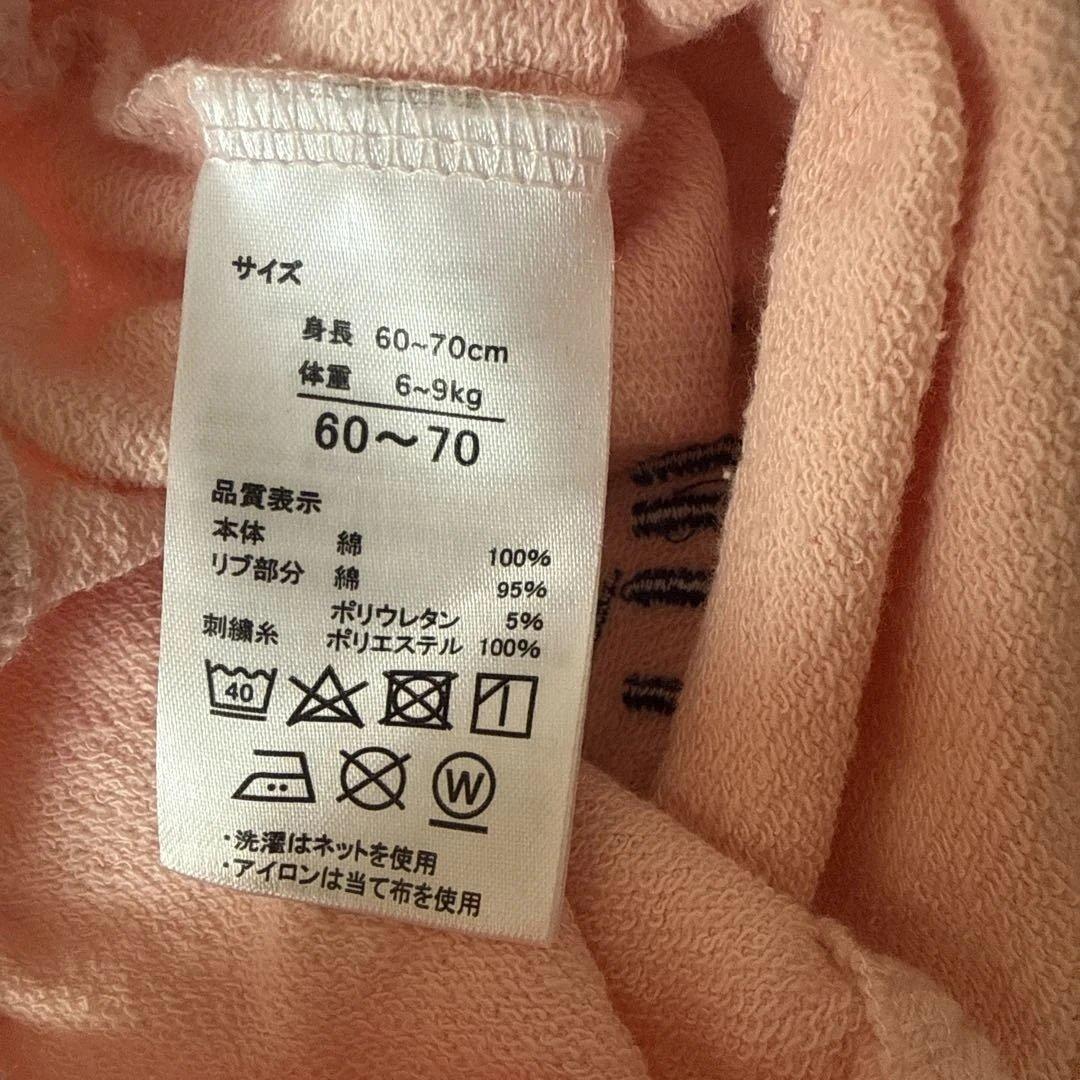 サイズ
身長 60~70cm
体重 6~9kg
60～70
品質表示
本体 綿 100%
リブ部分 綿 95%
ポリウレタン 5%
刺繍糸 ポリエステル 100%
40
W
・洗濯はネットを使用
・アイロンは当て布を使用